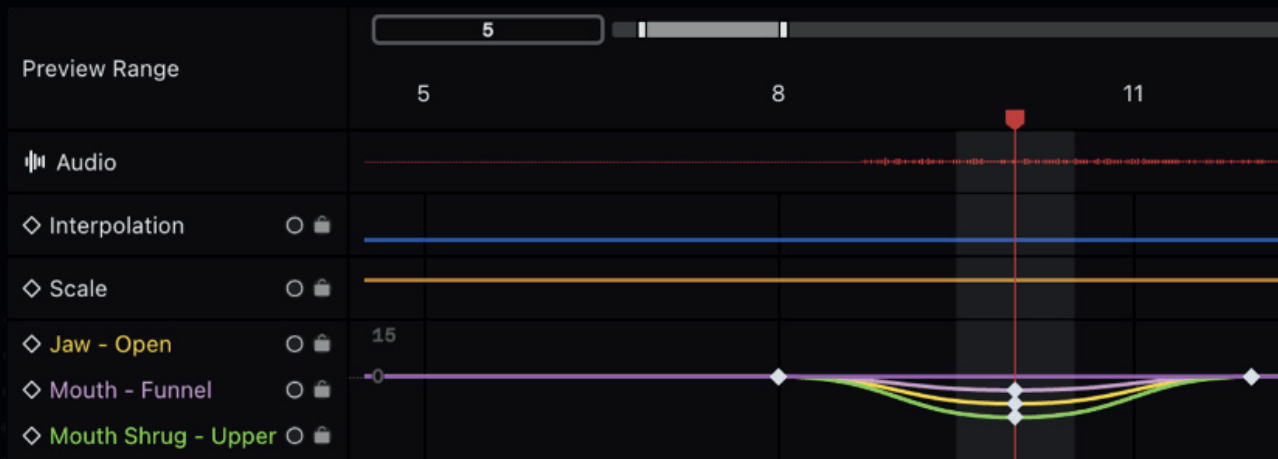 5
Preview Range
5 8 11
Audio
Interpolation
Scale
15
Jaw - Open
0
Mouth - Funnel
Mouth Shrug - Upper